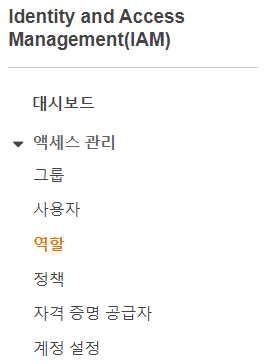 Identity and Access
Management(IAM)
대시보드
액세스 관리
그룹
사용자
역할
정책
자격 증명 공급자
계정 설정